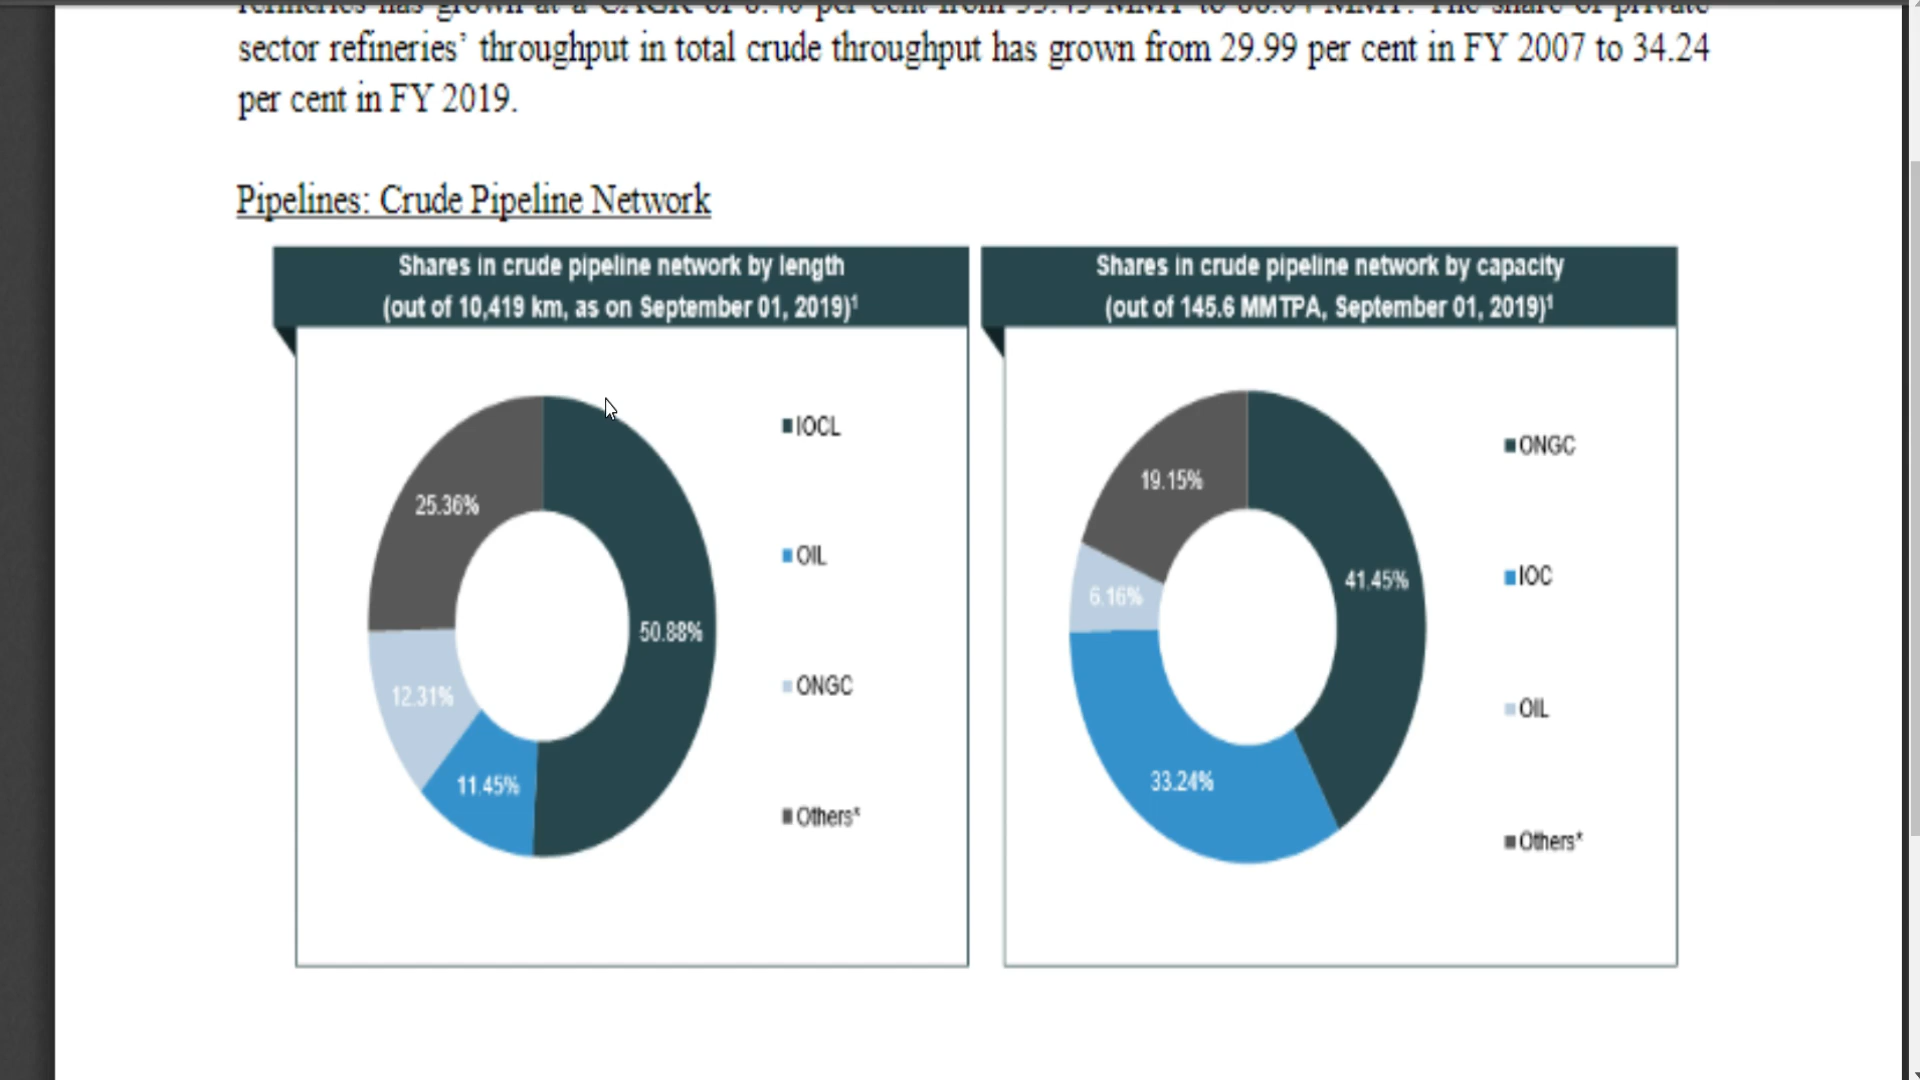 sector refineries’ throughput in total crude throughput has grown from 29.99 per cent in FY 2007 to 34.24
per cent in FY 2019.
Pipelines: Crude Pipeline Network
Shares in crude pipeline network by length
(out of 10,419 km, as on September 01, 2019)¹
IOCL
OIL
ONGC
Others*
25.36%
50.88%
12.31%
11.45%
Shares in crude pipeline network by capacity
(out of 145.6 MMTPA, September 01, 2019)¹
ONGC
IOC
OIL
Others*
19.15%
41.45%
6.16%
33.24%